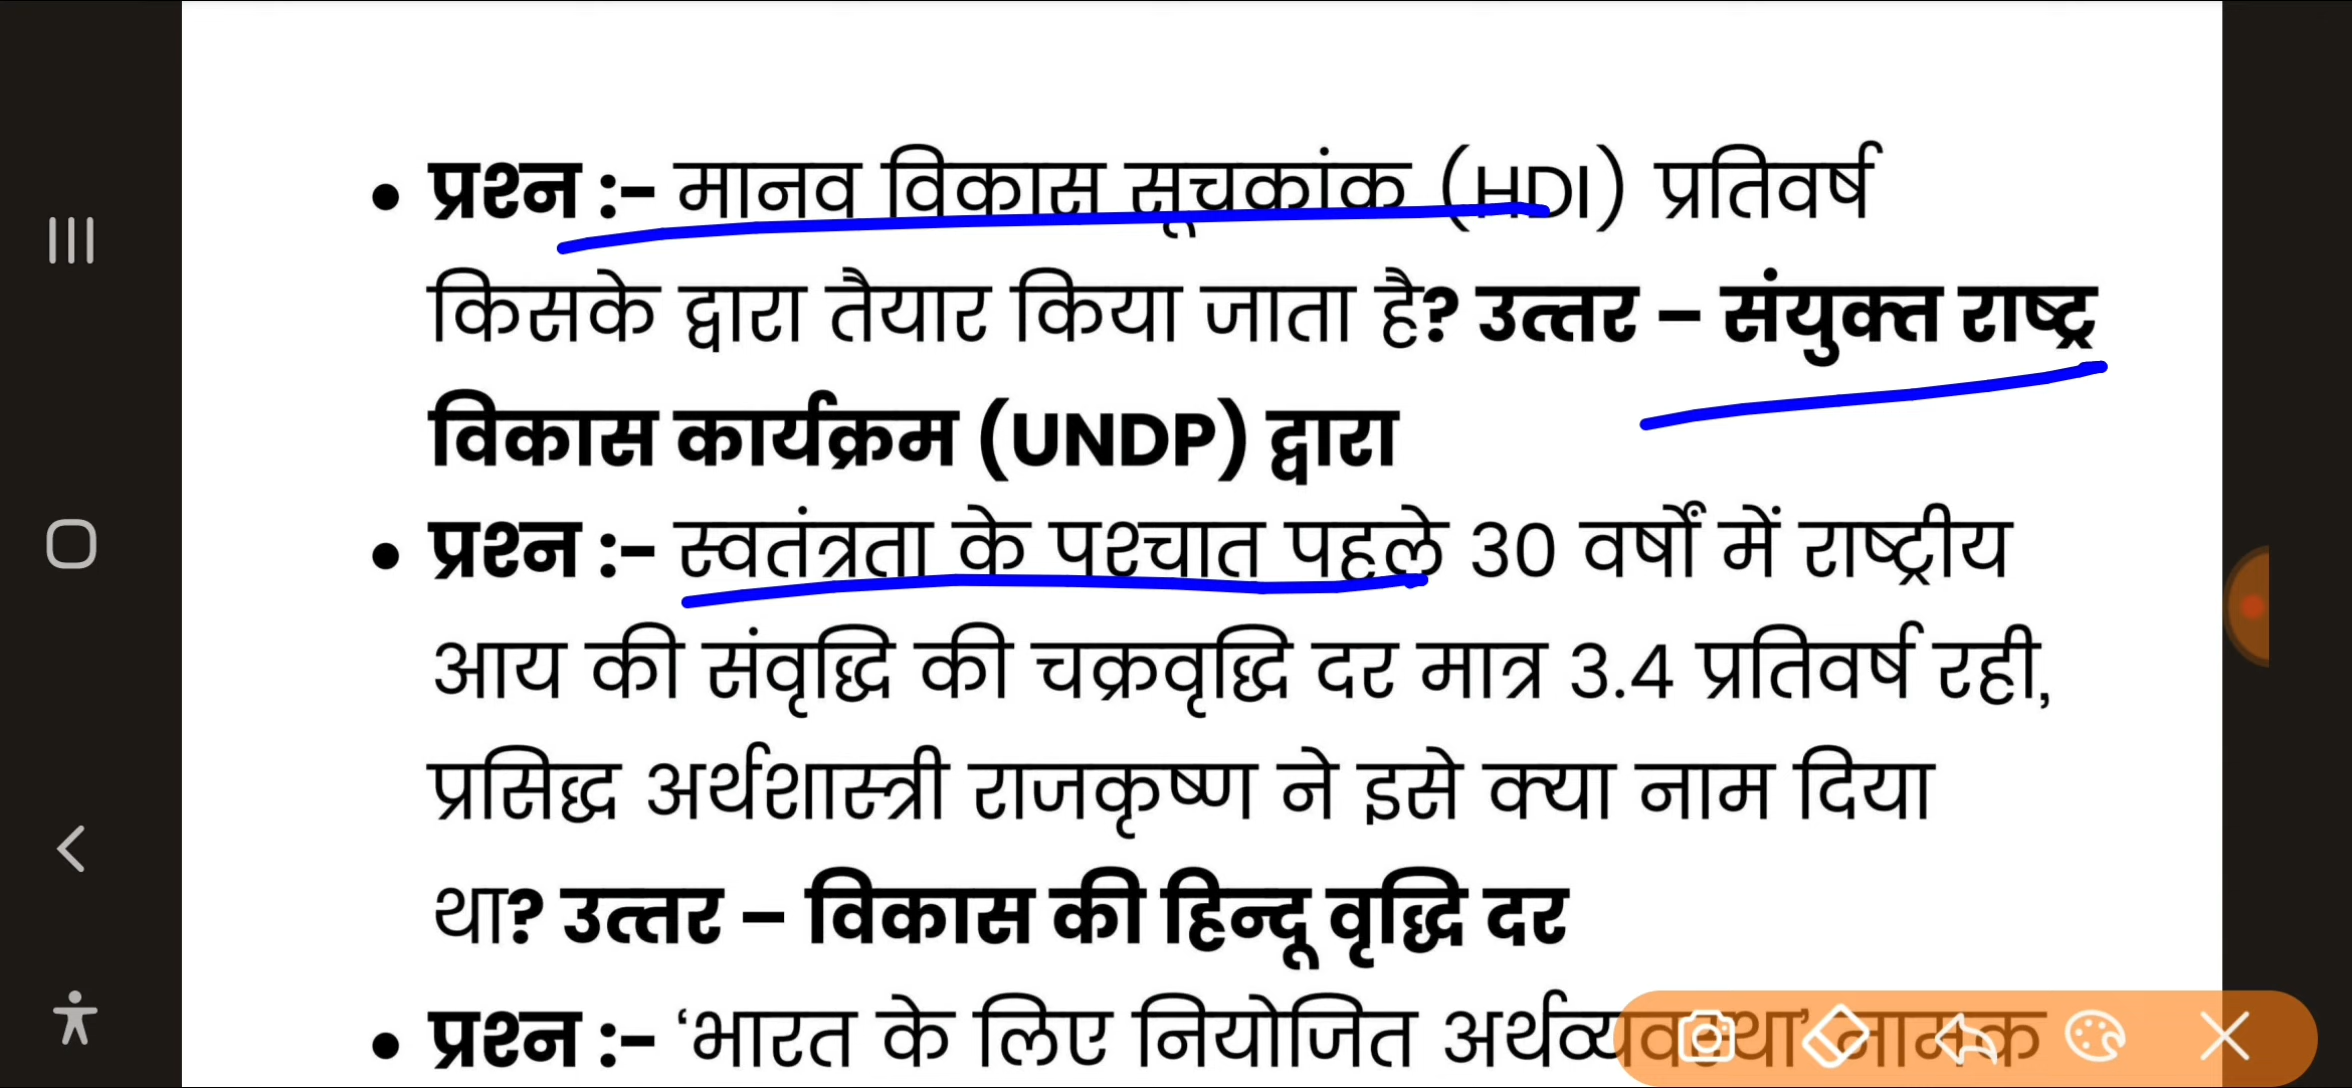 • प्रश्न :- मानव विकास सूचकांक (HDI) प्रतिवर्ष
किसके द्वारा तैयार किया जाता है? उत्तर – संयुक्त राष्ट्र
विकास कार्यक्रम (UNDP) द्वारा
• प्रश्न :- स्वतंत्रता के पश्चात पहले 30 वर्षों में राष्ट्रीय
आय की संवृद्धि की चक्रवृद्धि दर मात्र 3.4 प्रतिवर्ष रही,
प्रसिद्ध अर्थशास्त्री राजकृष्ण ने इसे क्या नाम दिया
था? उत्तर – विकास की हिन्दू वृद्धि दर
• प्रश्न :- ‘भारत के लिए नियोजित अर्थव्यवस्था’ नामक